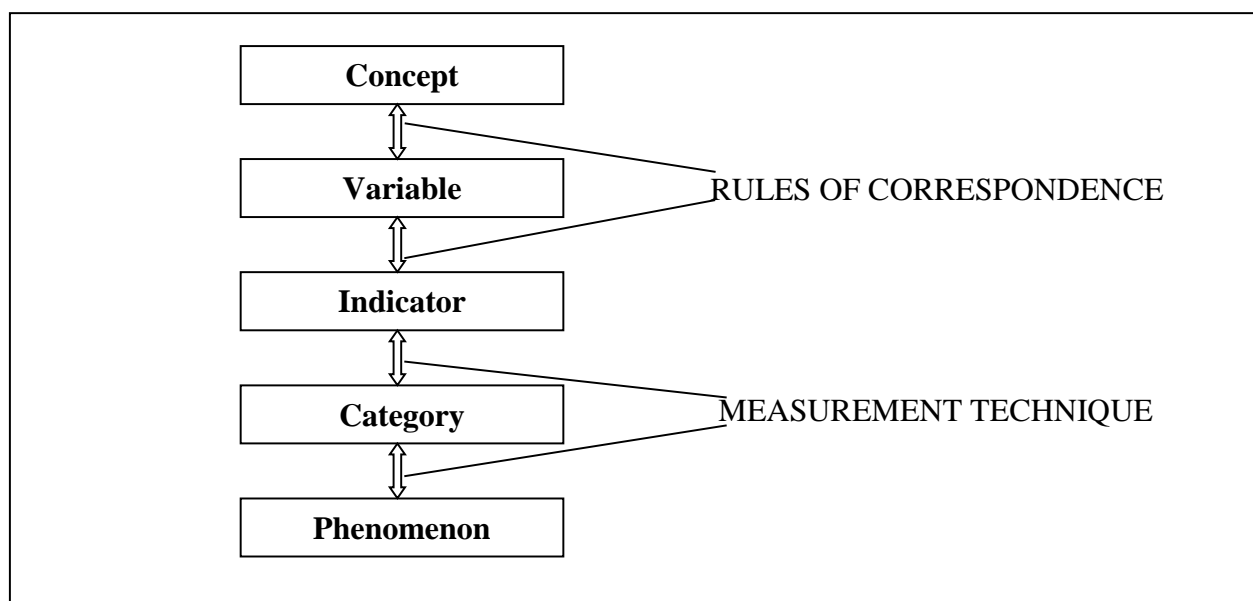 Concept
Variable
RULES OF CORRESPONDENCE
Indicator
Category
MEASUREMENT TECHNIQUE
Phenomenon